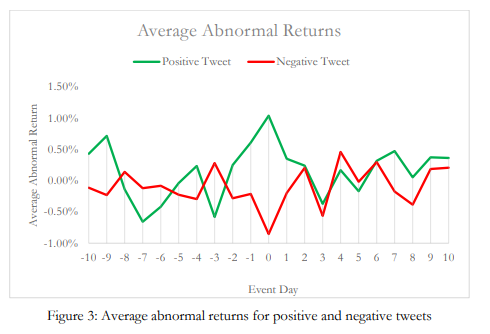 Average Abnormal Returns
Positive Tweet Negative Tweet
Average Abnormal Return
1.50%
1.00%
0.50%
0.00%
-0.50%
-1.00%
-10 -9 -8 -7 -6 -5 -4 -3 -2 -1 0 1 2 3 4 5 6 7 8 9 10
Event Day
Figure 3: Average abnormal returns for positive and negative tweets